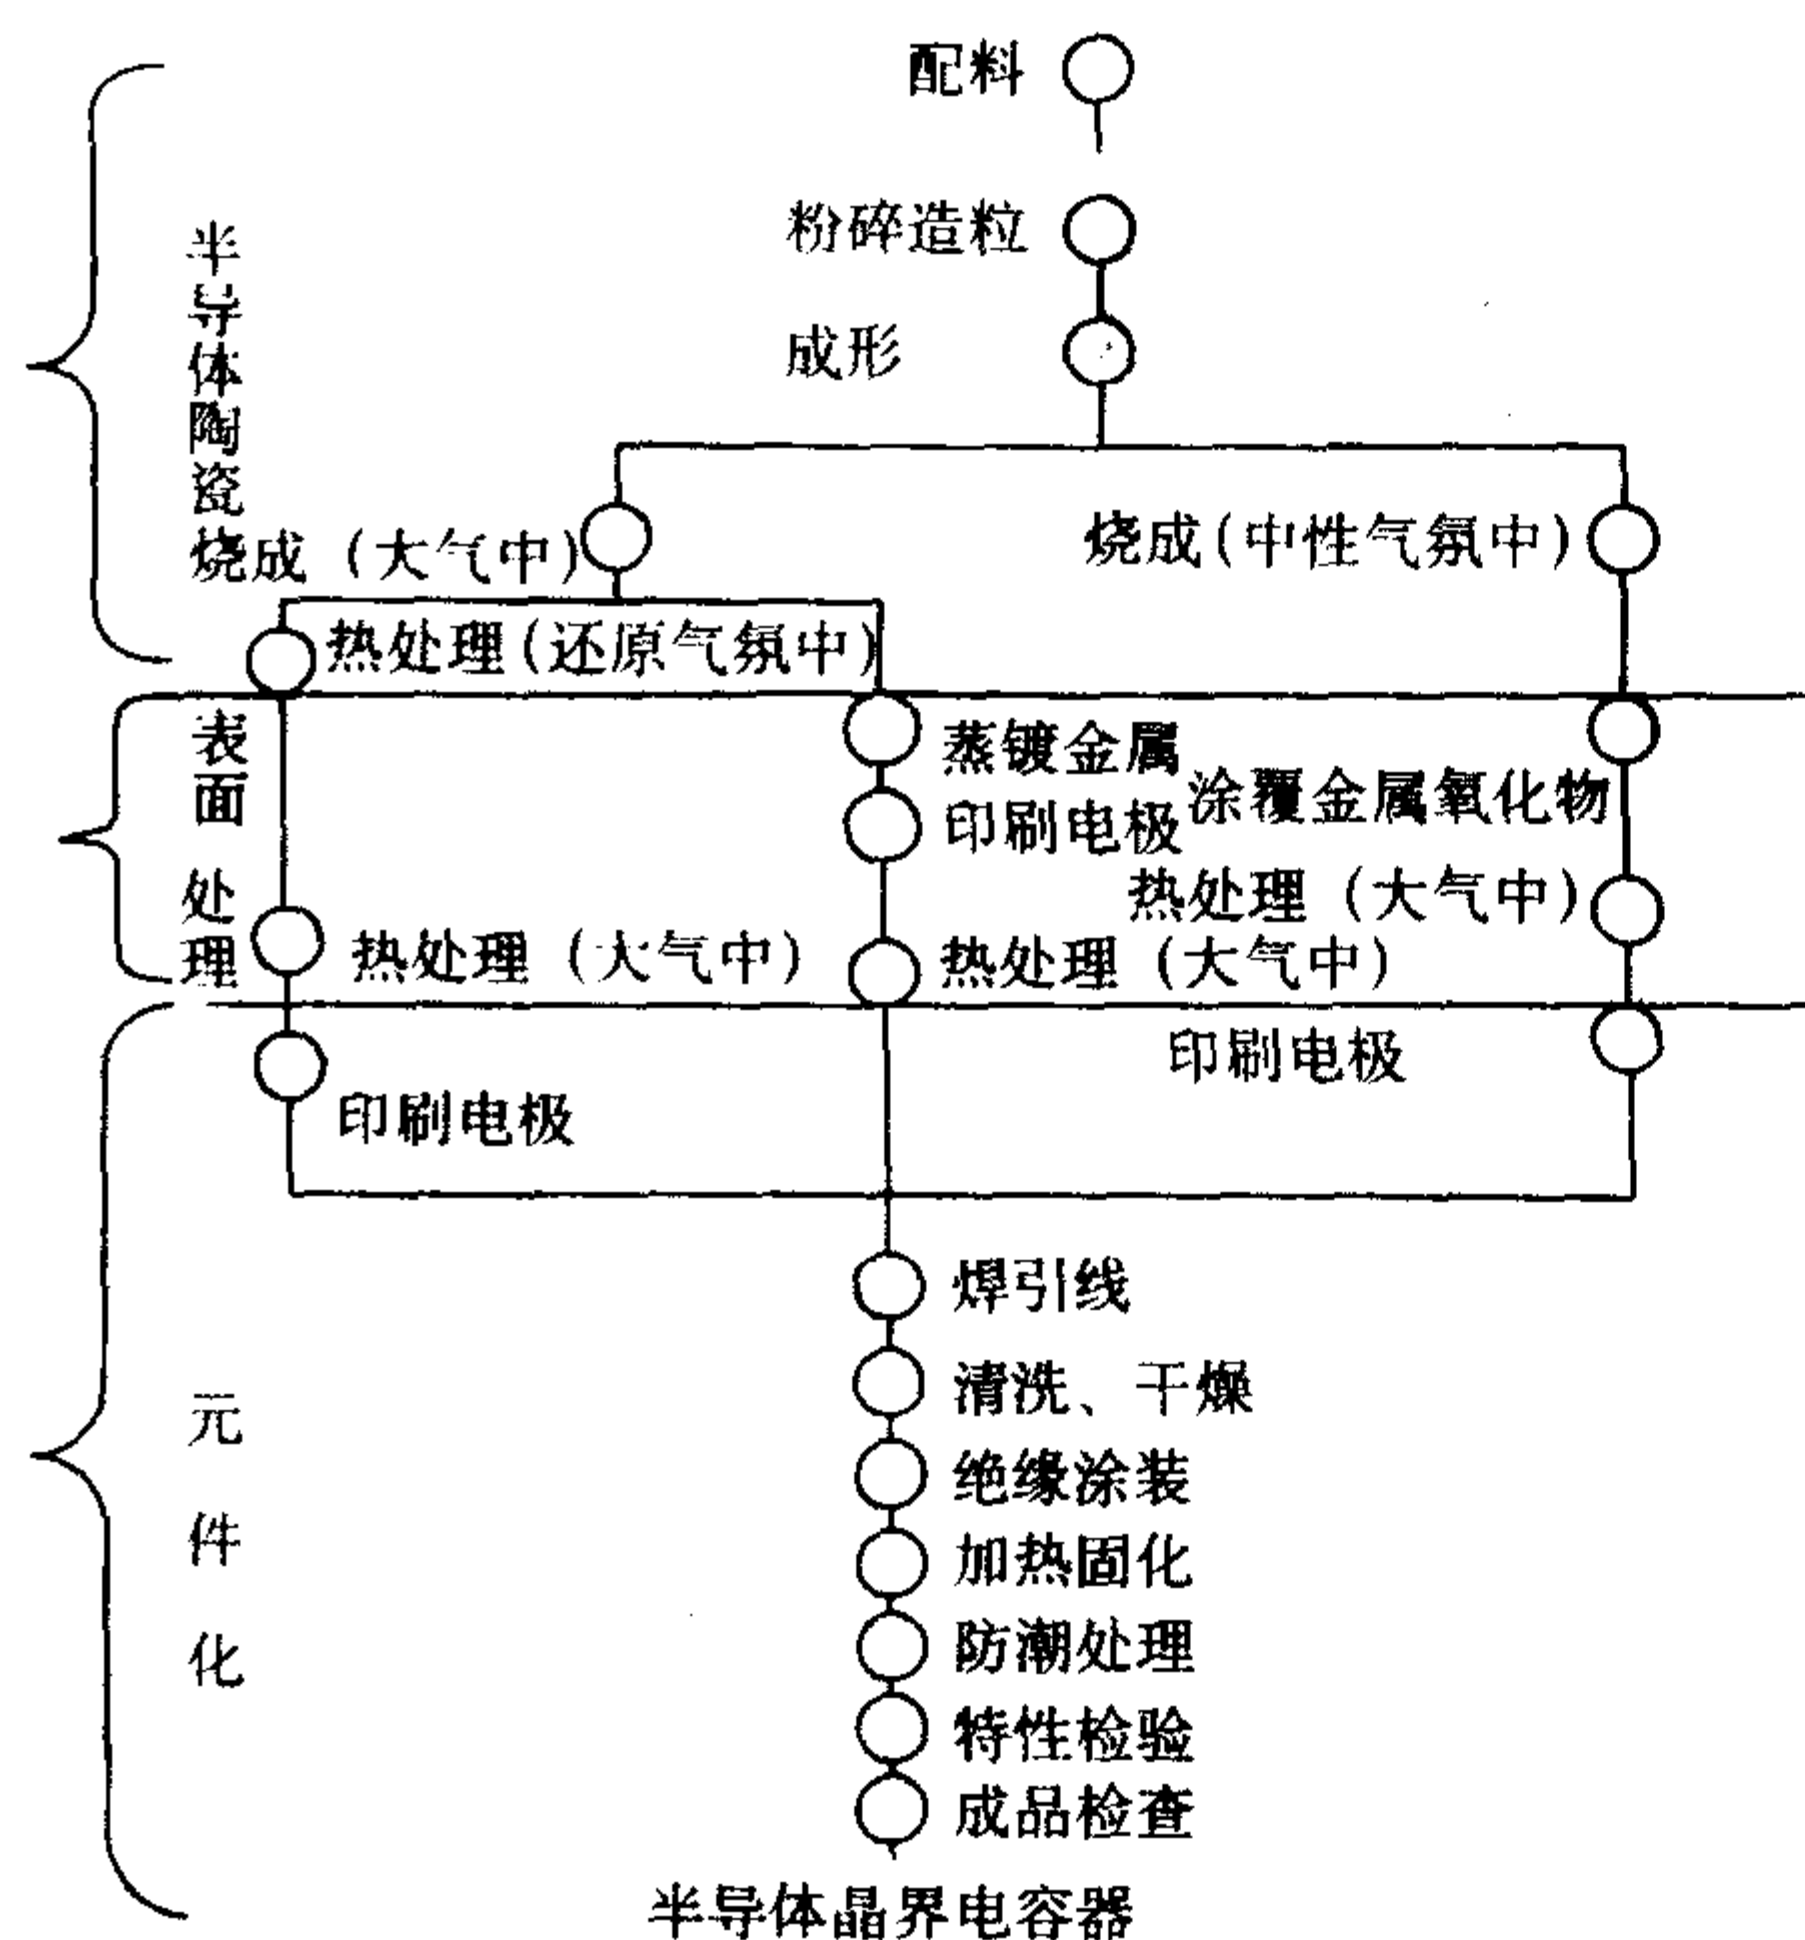 配料
粉碎造粒
成形
半导体陶瓷
烧成（大气中）
烧成（中性气氛中）
热处理（还原气氛中）
表面处理
蒸镀金属
涂覆金属氧化物
印刷电极
热处理（大气中）
热处理（大气中）
热处理（大气中）
印刷电极
印刷电极
元件化
焊引线
清洗、干燥
绝缘涂装
加热固化
防潮处理
特性检验
成品检查
半导体晶界电容器